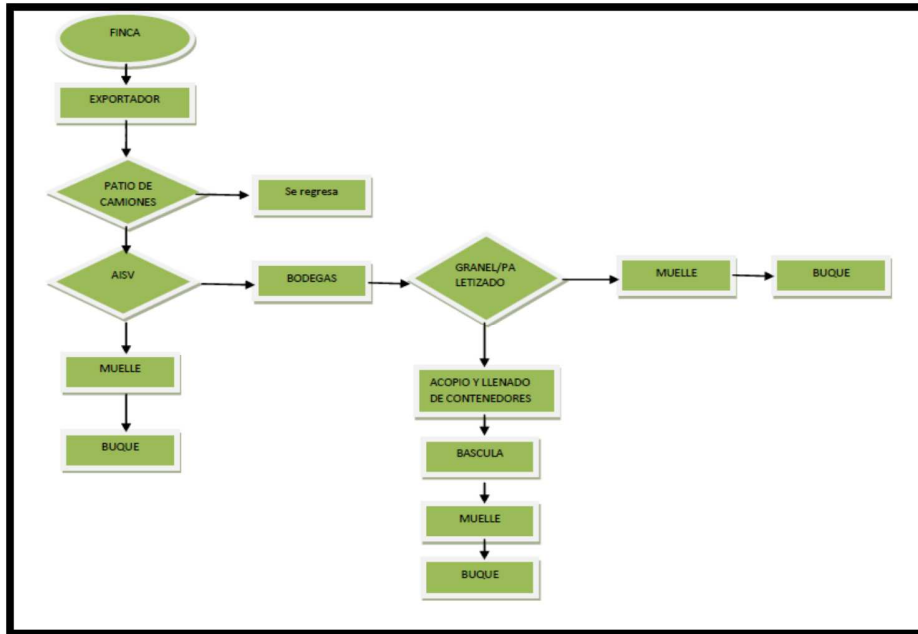 FINCA
EXPORTADOR
PATIO DE
CAMIONES
Se regresa
AISV
BODEGAS
GRANEL/PA
LETIZADO
MUELLE
BUQUE
MUELLE
BUQUE
ACOPIO Y LLENADO
DE CONTENEDORES
BASCULA
MUELLE
BUQUE